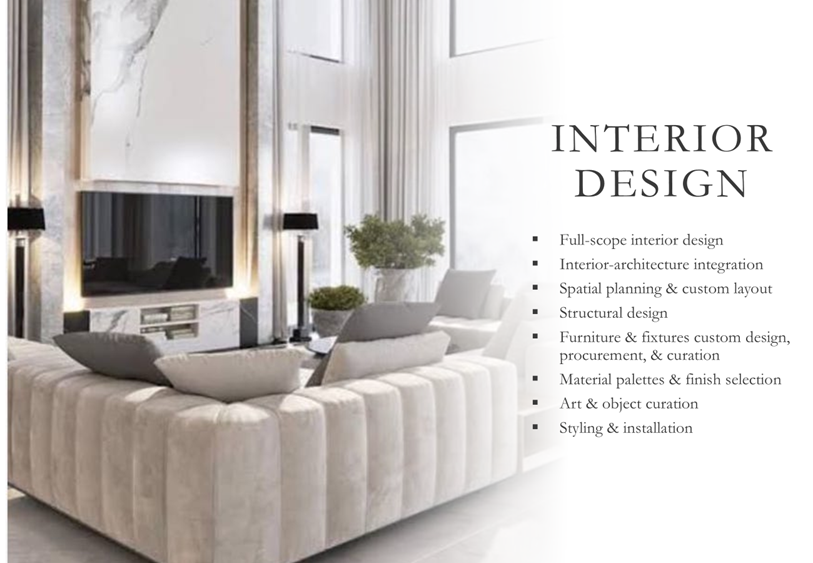 INTERIOR
DESIGN
▪ Full-scope interior design
▪ Interior-architecture integration
▪ Spatial planning & custom layout
▪ Structural design
▪ Furniture & fixtures custom design,
procurement, & curation
▪ Material palettes & finish selection
▪ Art & object curation
▪ Styling & installation